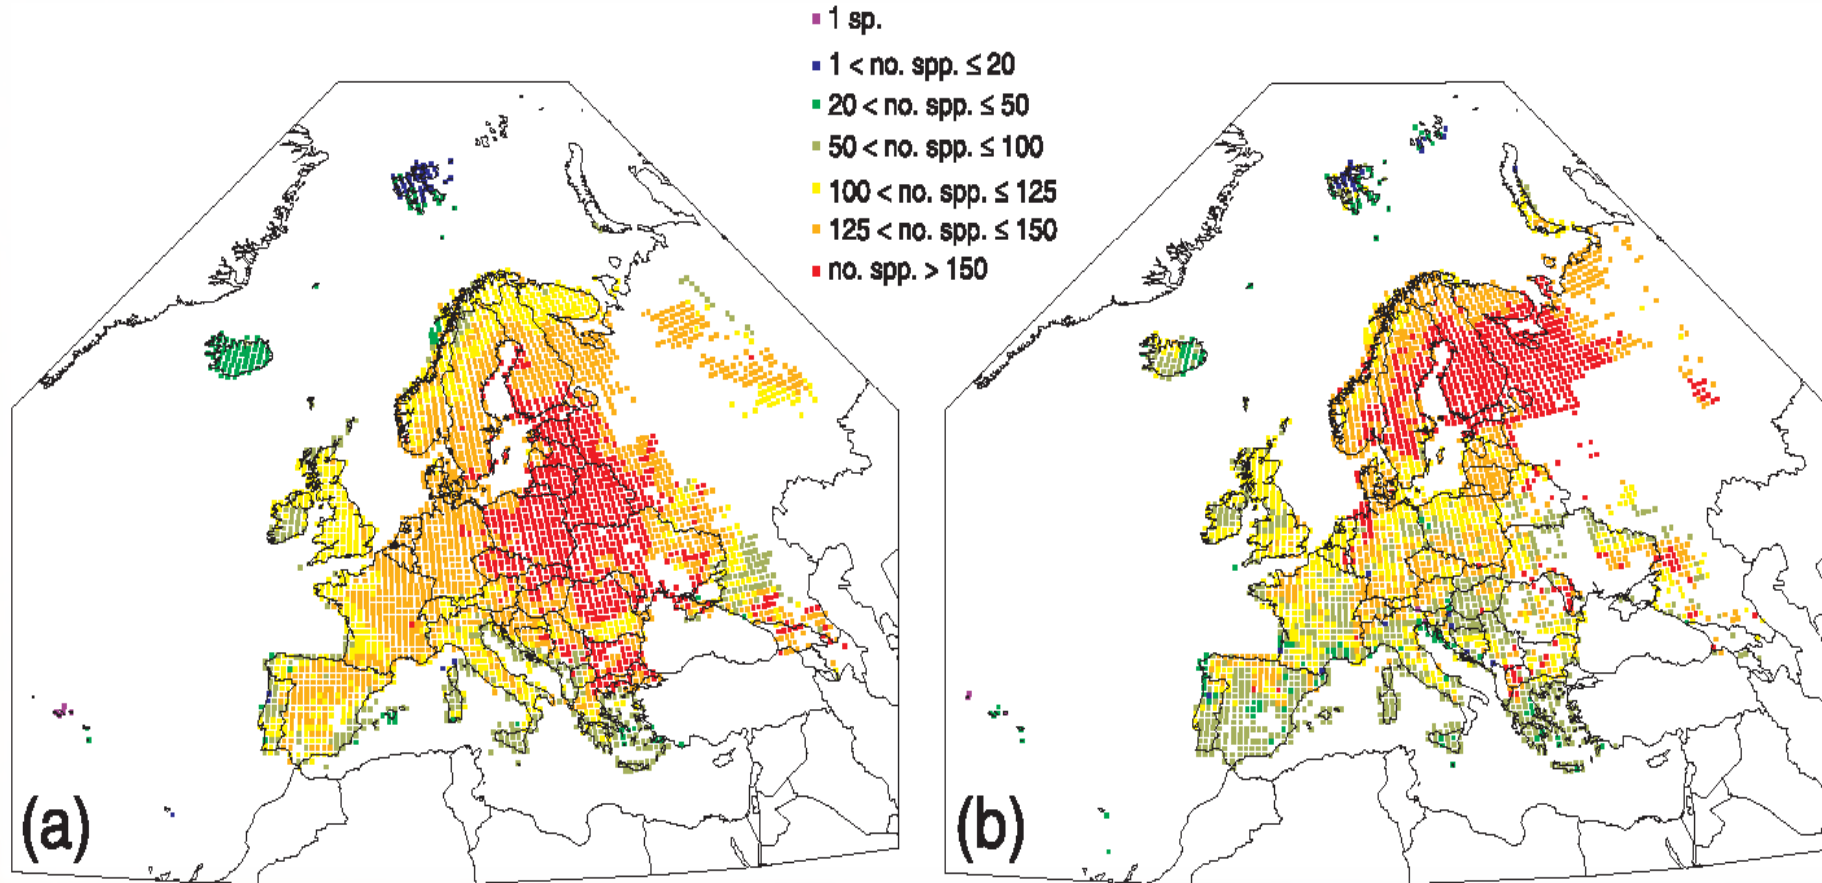 1 sp.
1 < no. spp. ≤ 20
20 < no. spp. ≤ 50
50 < no. spp. ≤ 100
100 < no. spp. ≤ 125
125 < no. spp. ≤ 150
no. spp. > 150
(a)
(b)